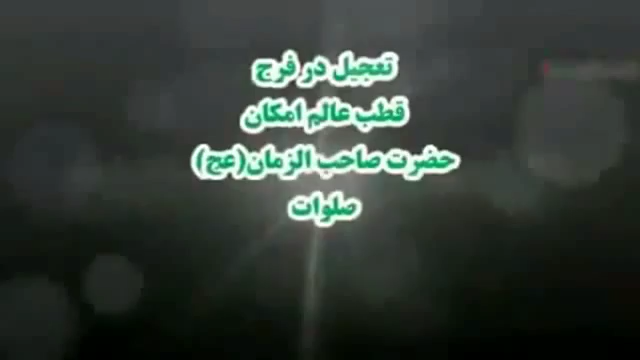 تعجیل در فرج
قطب عالم امکان
حضرت صاحب الزمان(عج)
صلوات